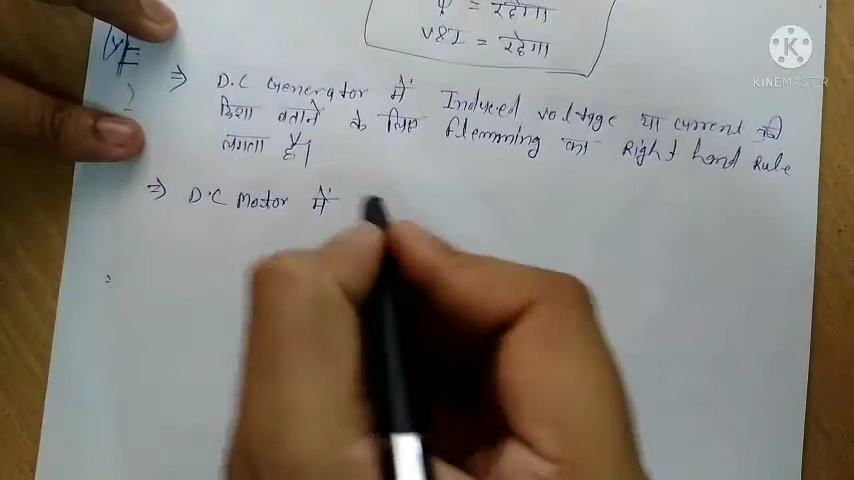 Ψ = रहेगा
V&I = रहेगा
⇒ D.C Generator में Induced voltage या current की
दिशा बताने के लिए Flemming का Right hand Rule
लगता है।
⇒ D.C Motor में
KINEMASTER